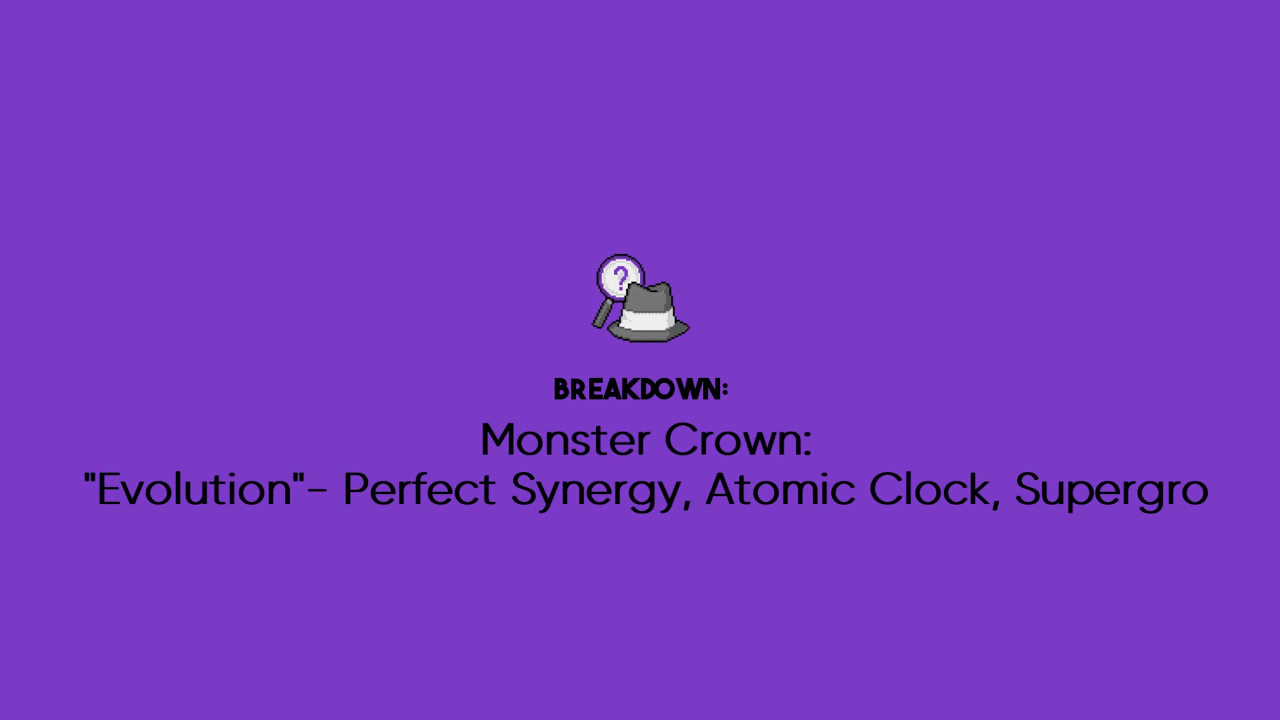 ?
BREAKDOWN:
Monster Crown:
"Evolution"- Perfect Synergy, Atomic Clock, Supergro